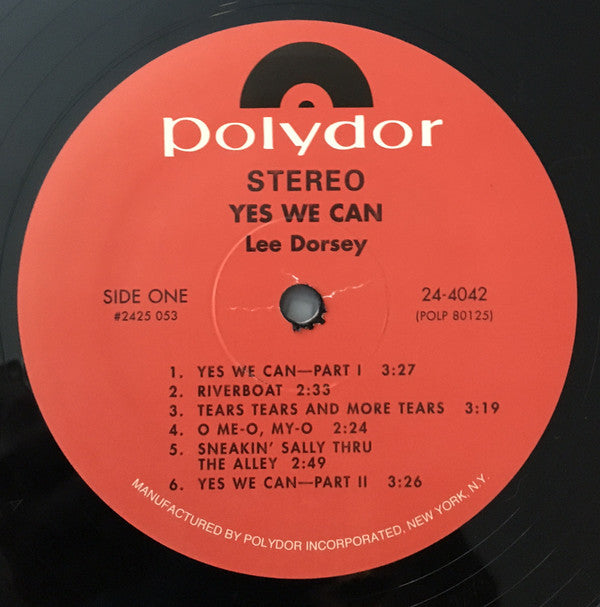 polydor
STEREO
YES WE CAN
Lee Dorsey
SIDE ONE
#2425 053
24-4042
(POLP 80125)
1. YES WE CAN—PART I 3:27
2. RIVERBOAT 2:33
3. TEARS TEARS AND MORE TEARS 3:19
4. O ME-O, MY-O 2:24
5. SNEAKIN' SALLY THRU
THE ALLEY 2:49
6. YES WE CAN—PART II 3:26
MANUFACTURED BY POLYDOR INCORPORATED, NEW YORK, N.Y.